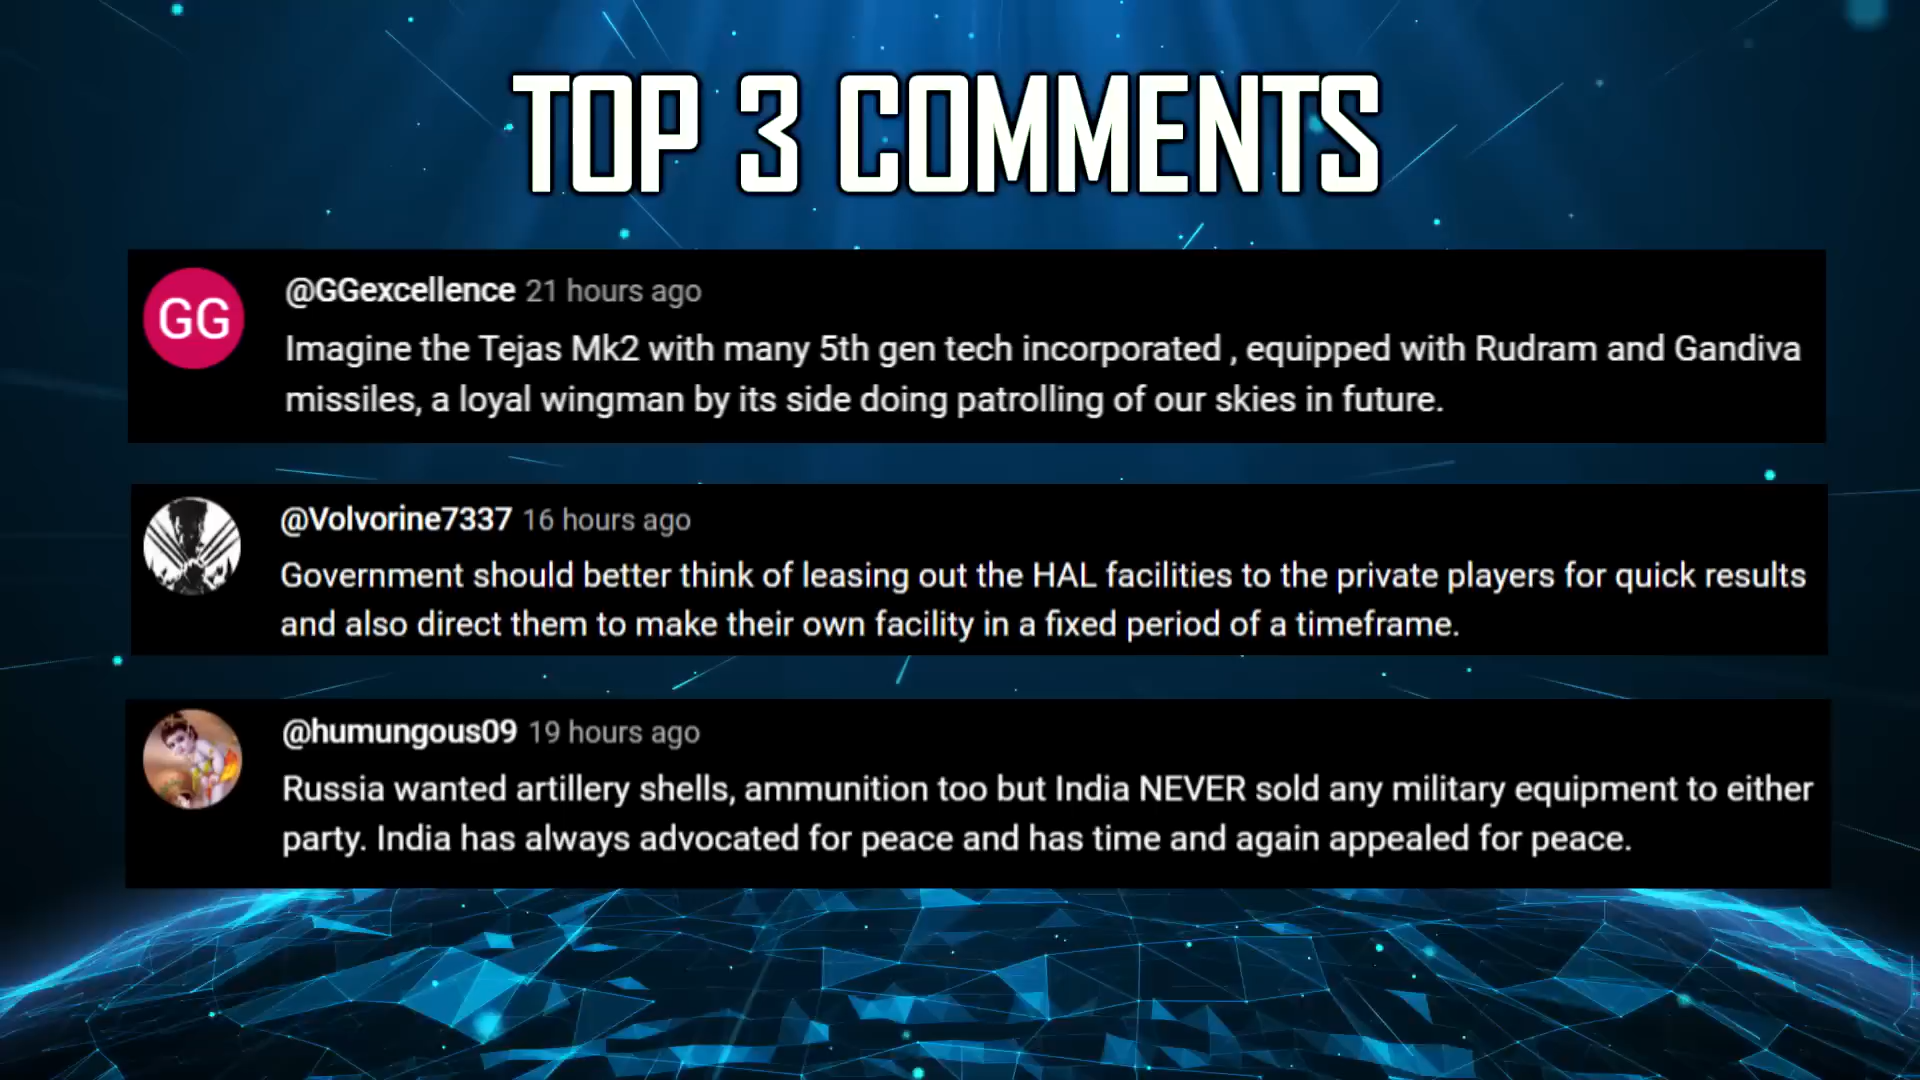 TOP 3 COMMENTS
GG
@GGexcellence 21 hours ago
Imagine the Tejas Mk2 with many 5th gen tech incorporated , equipped with Rudram and Gandiva
missiles, a loyal wingman by its side doing patrolling of our skies in future.
@Volvorine7337 16 hours ago
Government should better think of leasing out the HAL facilities to the private players for quick results
and also direct them to make their own facility in a fixed period of a timeframe.
@humungous09 19 hours ago
Russia wanted artillery shells, ammunition too but India NEVER sold any military equipment to either
party. India has always advocated for peace and has time and again appealed for peace.